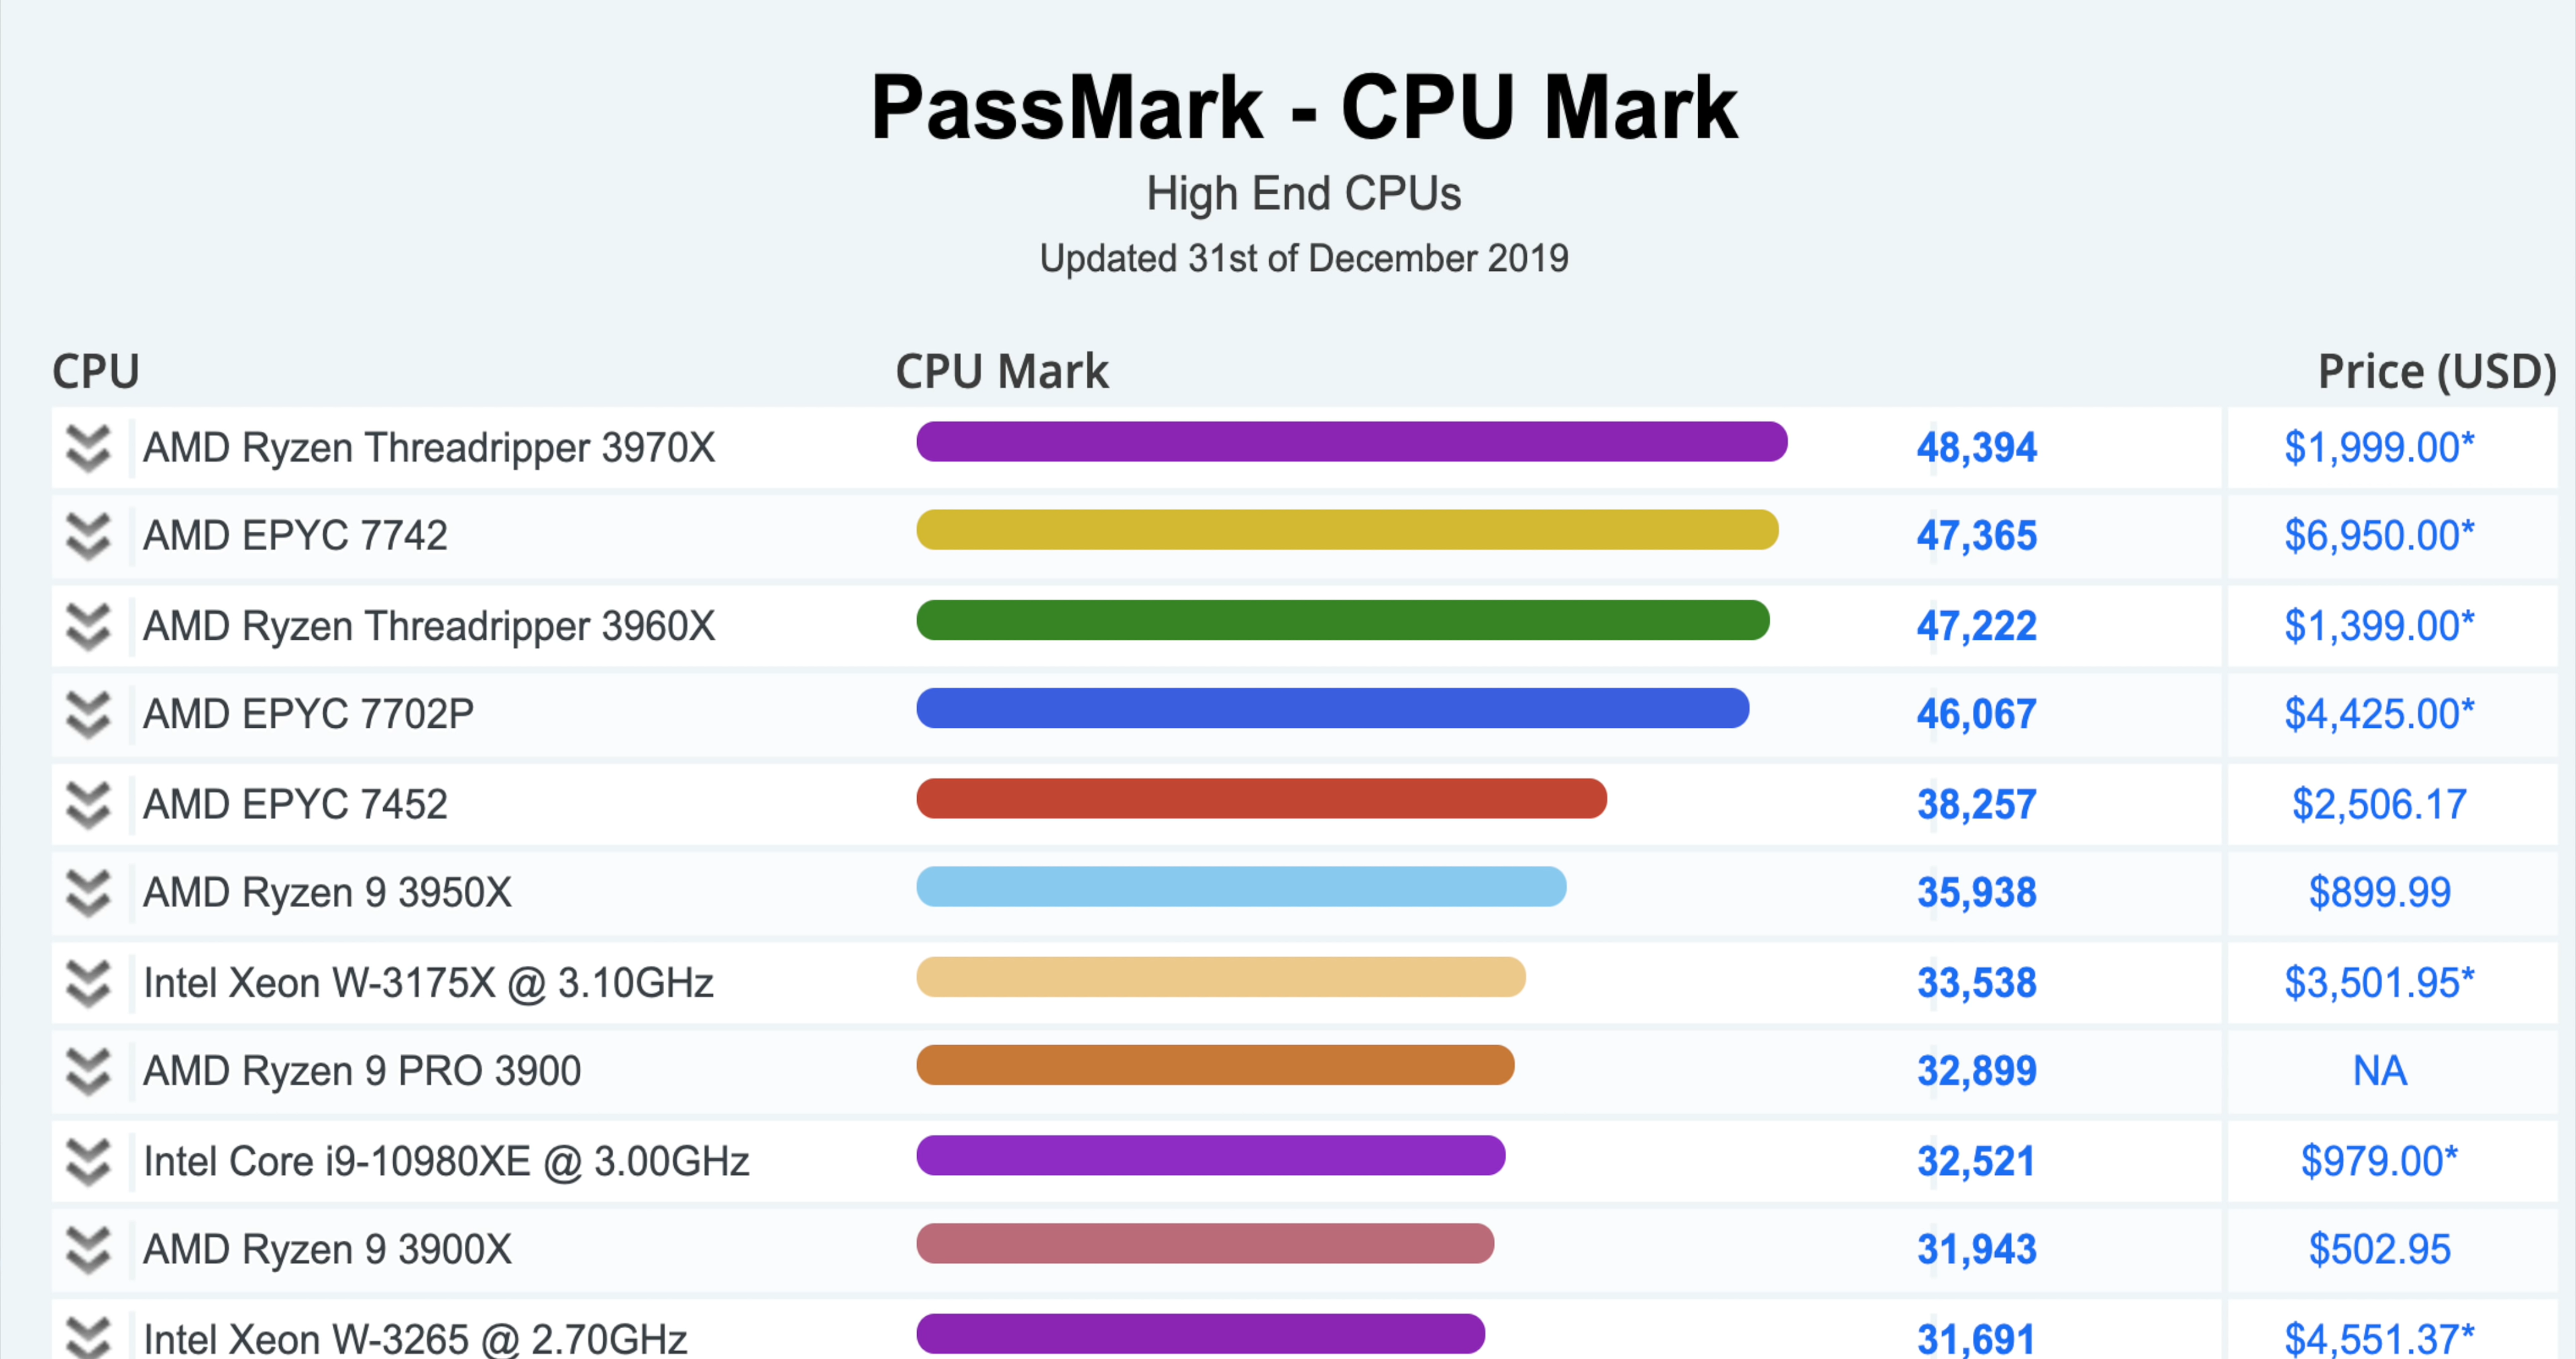 PassMark - CPU Mark
High End CPUs
Updated 31st of December 2019
CPU CPU Mark Price (USD)
AMD Ryzen Threadripper 3970X 48,394 $1,999.00*
AMD EPYC 7742 47,365 $6,950.00*
AMD Ryzen Threadripper 3960X 47,222 $1,399.00*
AMD EPYC 7702P 46,067 $4,425.00*
AMD EPYC 7452 38,257 $2,506.17
AMD Ryzen 9 3950X 35,938 $899.99
Intel Xeon W-3175X @ 3.10GHz 33,538 $3,501.95*
AMD Ryzen 9 PRO 3900 32,899 NA
Intel Core i9-10980XE @ 3.00GHz 32,521 $979.00*
AMD Ryzen 9 3900X 31,943 $502.95
Intel Xeon W-3265 @ 2.70GHz 31,691 $4,551.37*